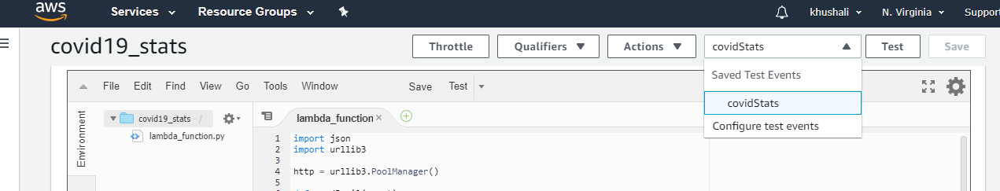 aws Services Resource Groups khushali N. Virginia Suppor
covid19_stats Throttle Qualifiers Actions covidStats Test Save
Saved Test Events
covidStats
Configure test events
File Edit Find View Go Tools Window Save Test
Environment
covid19_stats - /
lambda_function.py
lambda_function
1 import json
2 import urllib3
3
4 http = urllib3.PoolManager()
5